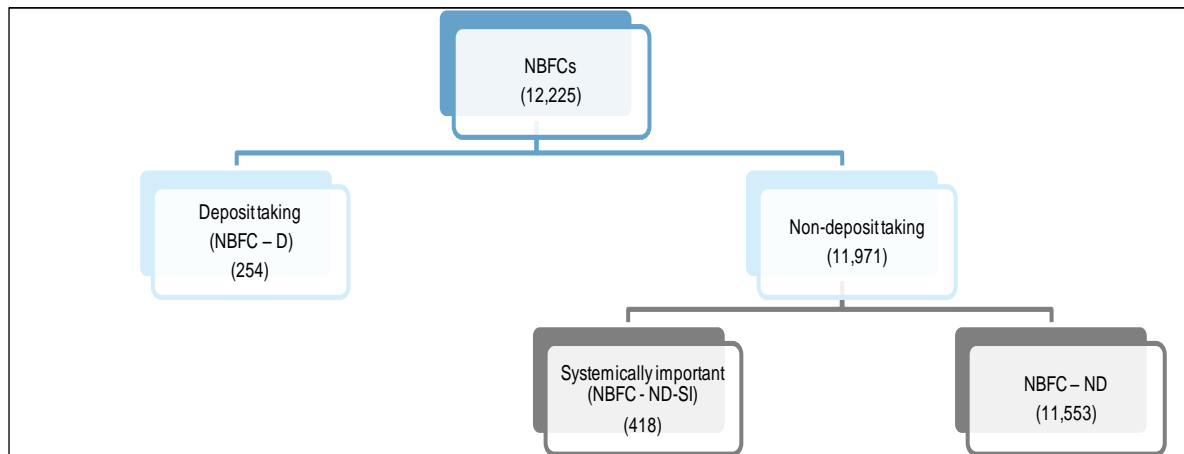 NBFCs
(12,225)
Deposit taking
(NBFC – D)
(254)
Non-deposit taking
(11,971)
Systemically important
(NBFC - ND-SI)
(418)
NBFC – ND
(11,553)